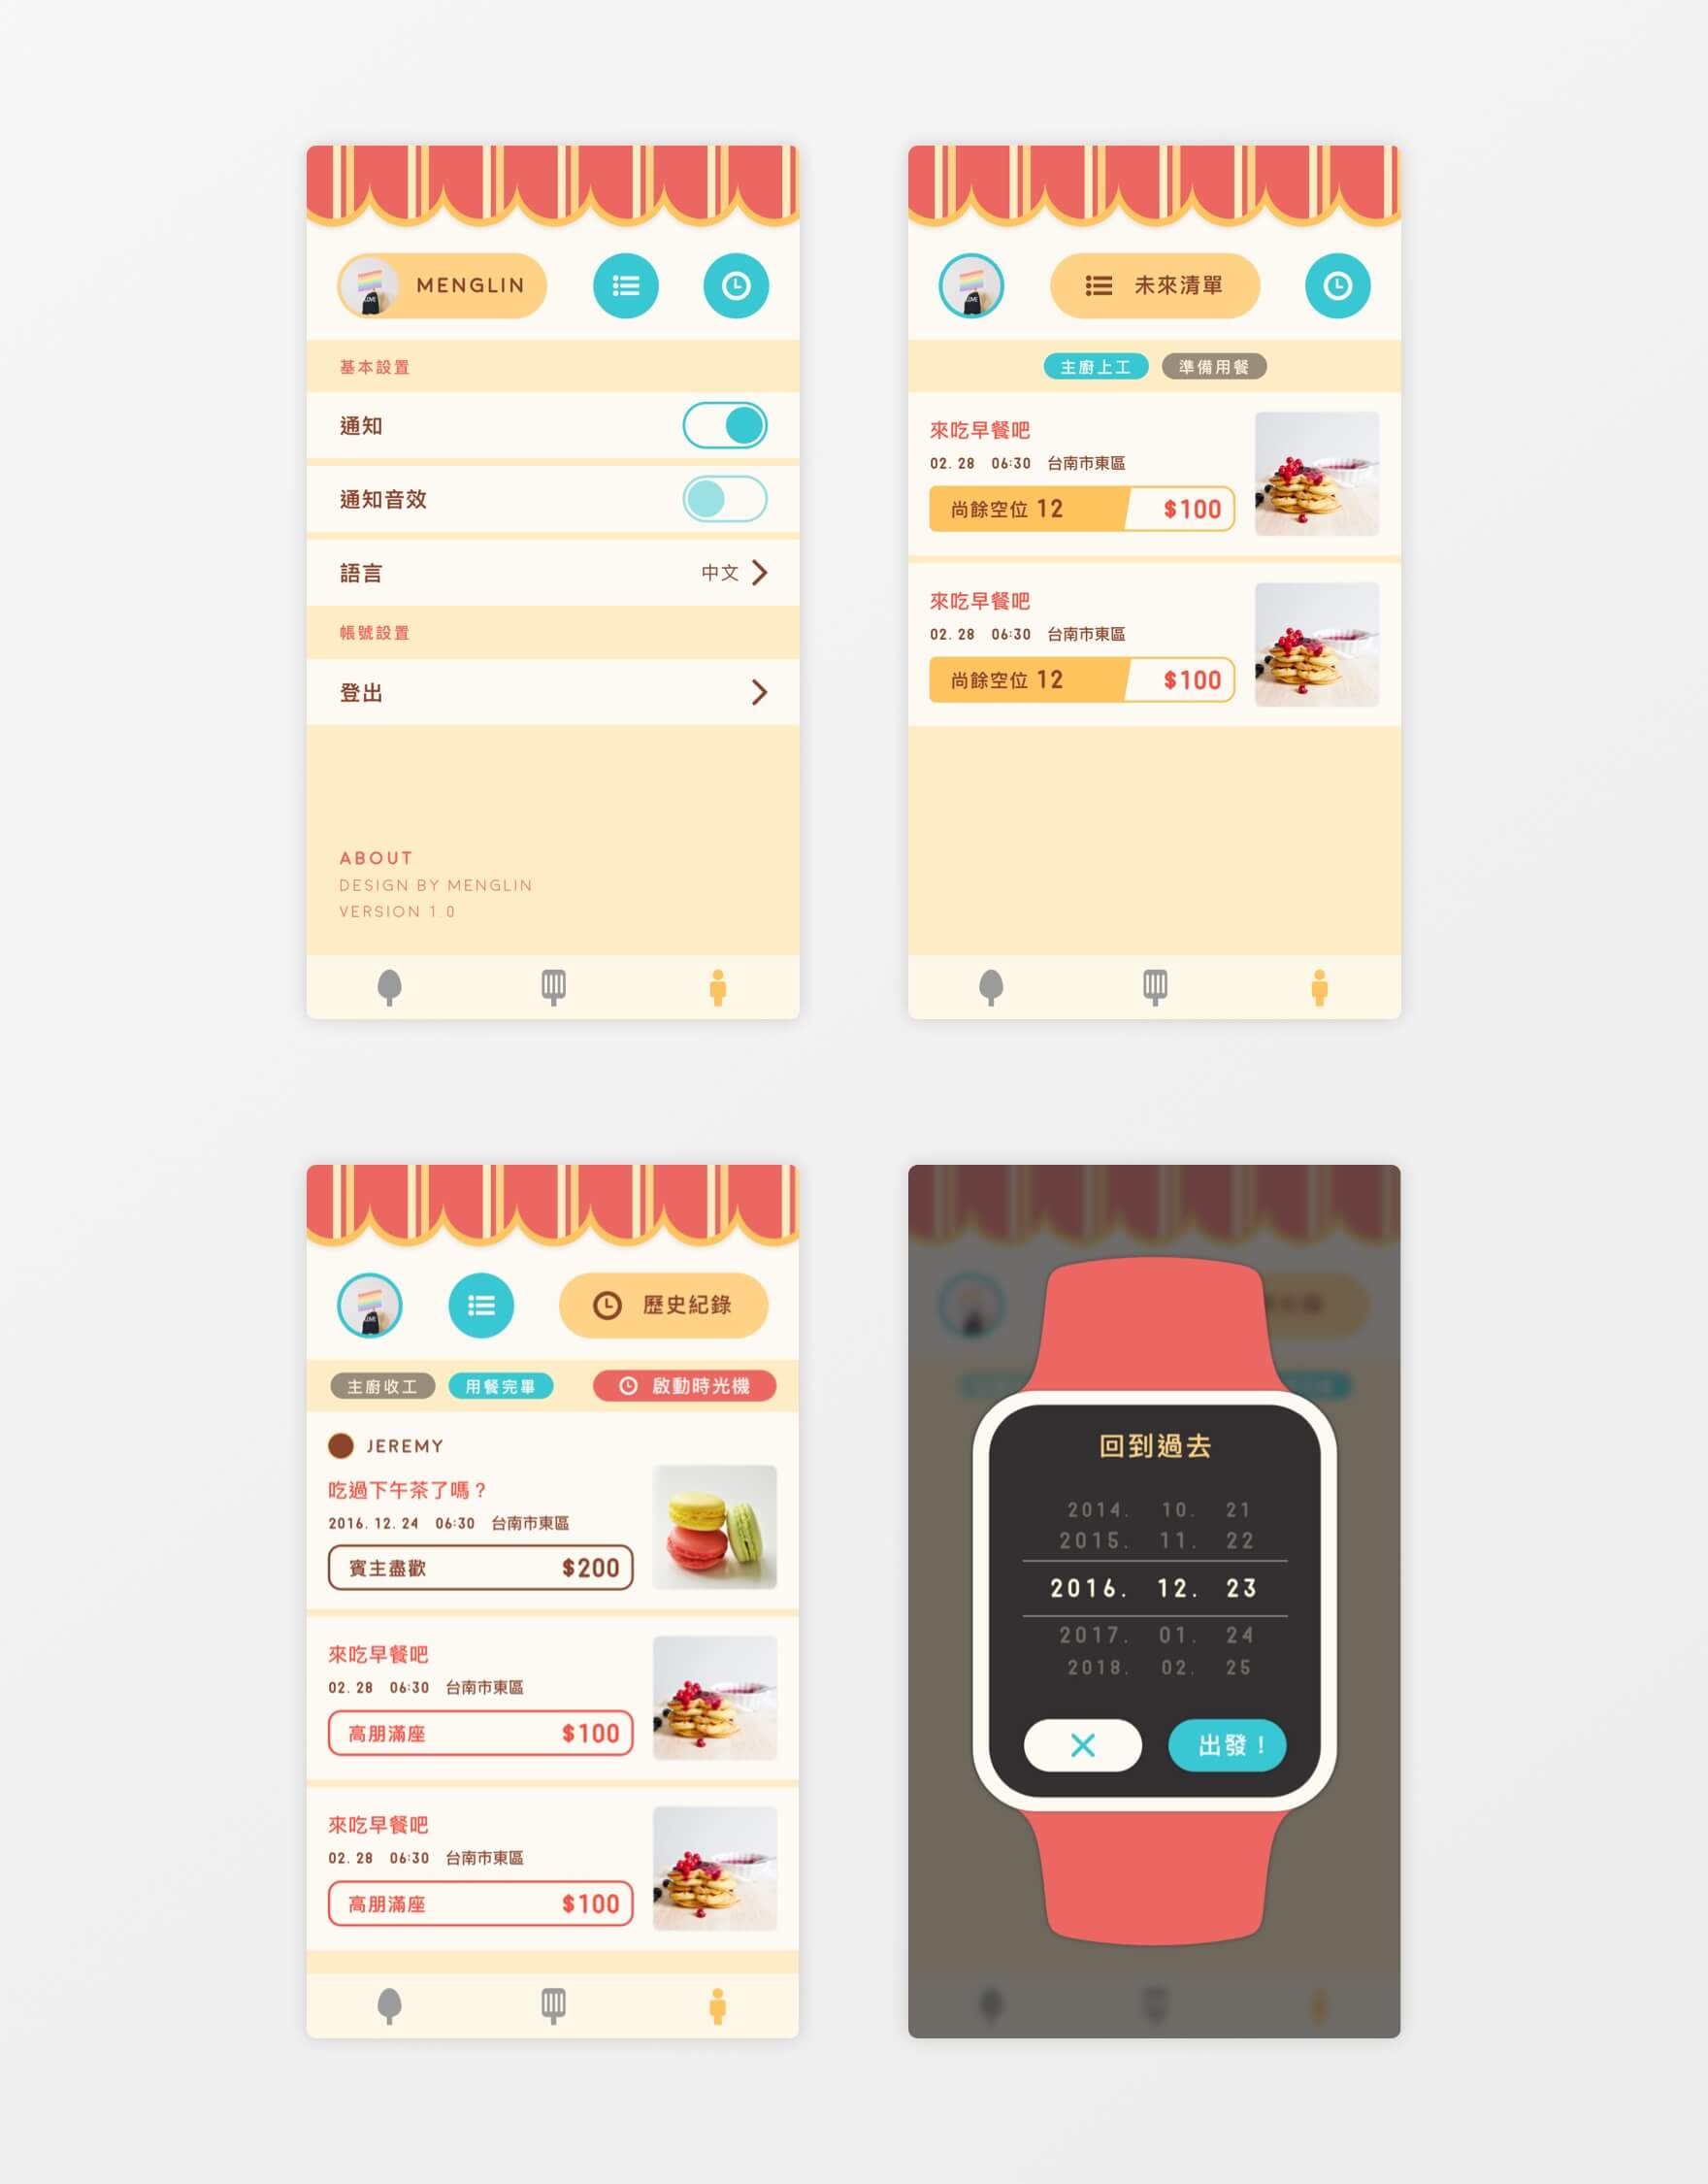 MENGLIN
基本設置
通知
通知音效
語言 中文
帳號設置
登出
ABOUT
DESIGN BY MENGLIN
VERSION 1.0
未來清單
主廚上工 準備用餐
來吃早餐吧
02. 28 06:30 台南市東區
尚餘空位 12 $100
來吃早餐吧
02. 28 06:30 台南市東區
尚餘空位 12 $100
歷史紀錄
主廚收工 用餐完畢 啟動時光機
JEREMY
吃過下午茶了嗎？
2016. 12. 24 06:30 台南市東區
賓主盡歡 $200
來吃早餐吧
02. 28 06:30 台南市東區
高朋滿座 $100
來吃早餐吧
02. 28 06:30 台南市東區
高朋滿座 $100
回到過去
2014. 10. 21
2015. 11. 22
2016. 12. 23
2017. 01. 24
2018. 02. 25
出發！